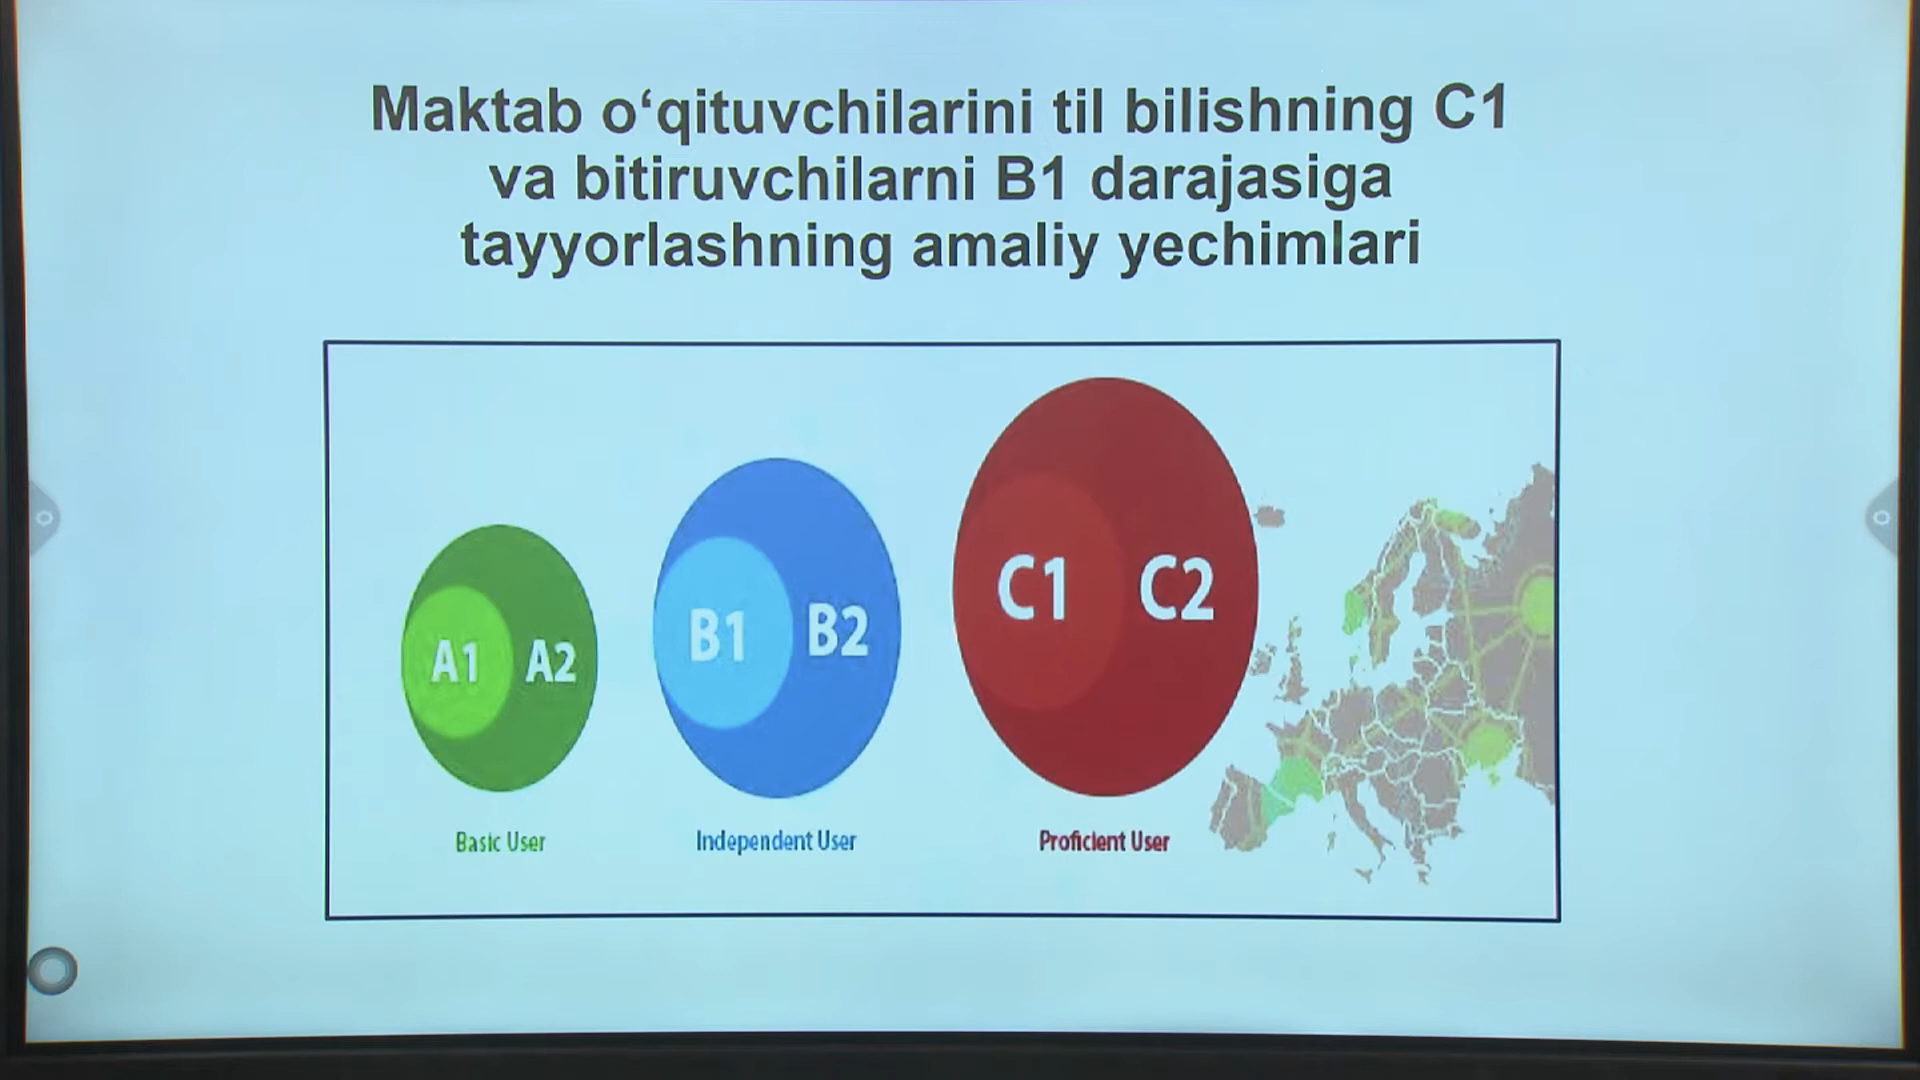 Maktab o‘qituvchilarini til bilishning C1
va bitiruvchilarni B1 darajasiga
tayyorlashning amaliy yechimlari
A1 A2
B1 B2
C1 C2
Basic User
Independent User
Proficient User